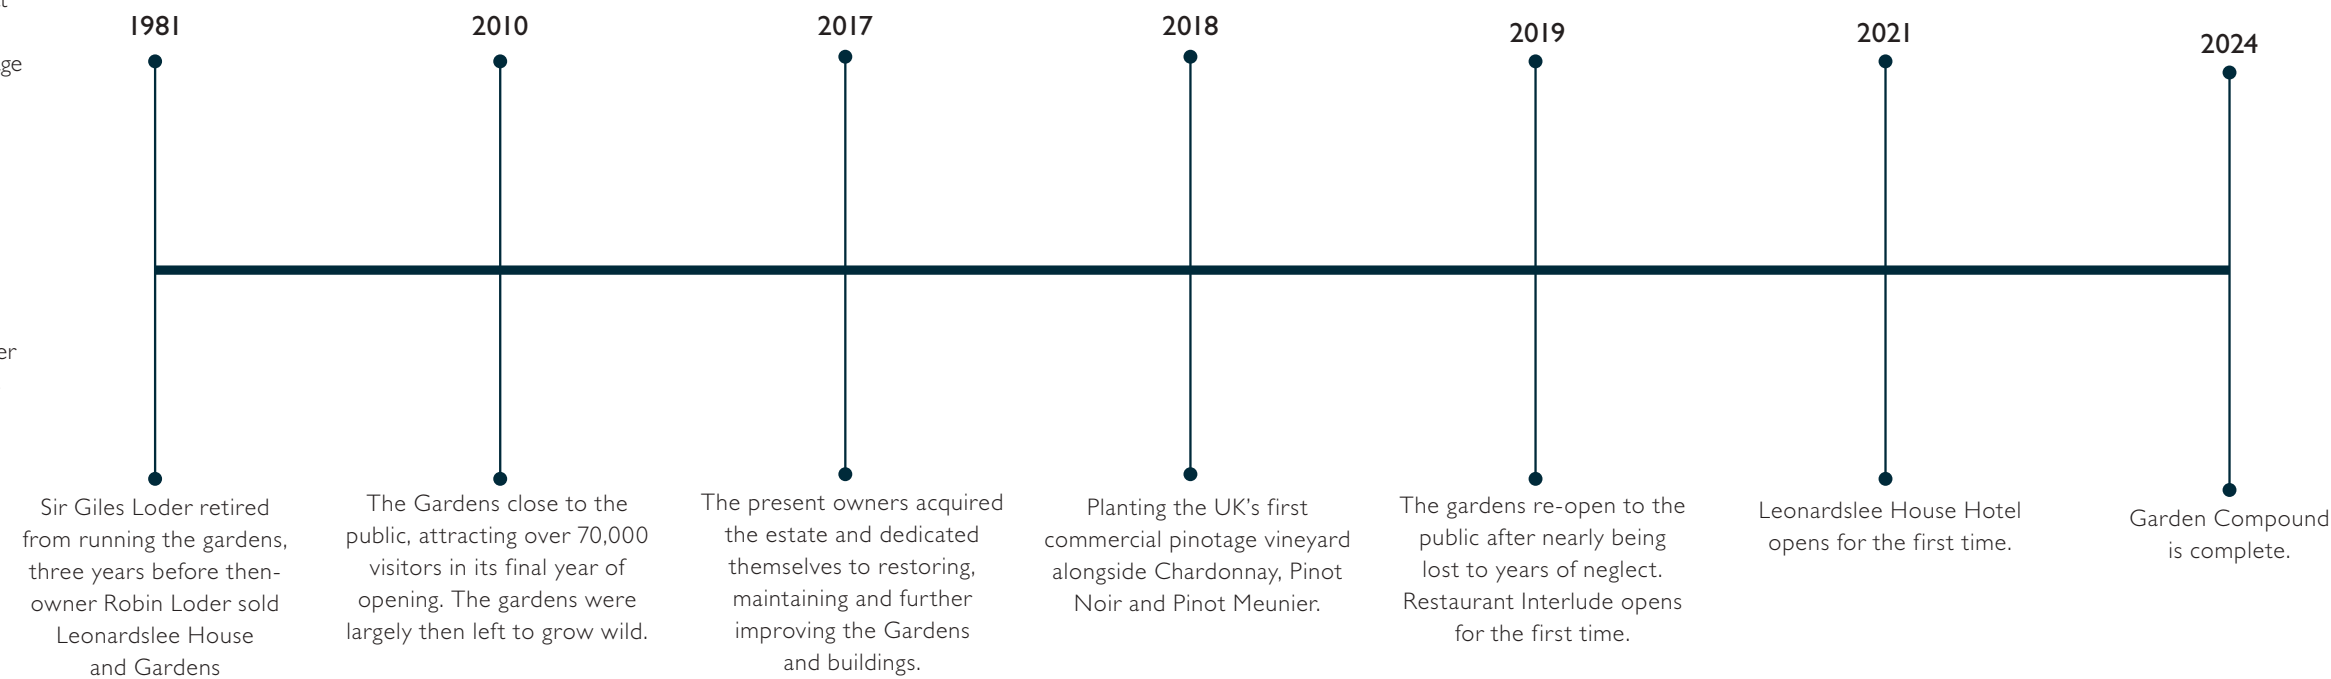 ge
er
1981
Sir Giles Loder retired
from running the gardens,
three years before then-
owner Robin Loder sold
Leonardslee House
and Gardens
2010
The Gardens close to the
public, attracting over 70,000
visitors in its final year of
opening. The gardens were
largely then left to grow wild.
2017
The present owners acquired
the estate and dedicated
themselves to restoring,
maintaining and further
improving the Gardens
and buildings.
2018
Planting the UK's first
commercial pinotage vineyard
alongside Chardonnay, Pinot
Noir and Pinot Meunier.
2019
The gardens re-open to the
public after nearly being
lost to years of neglect.
Restaurant Interlude opens
for the first time.
2021
Leonardslee House Hotel
opens for the first time.
2024
Garden Compound
is complete.